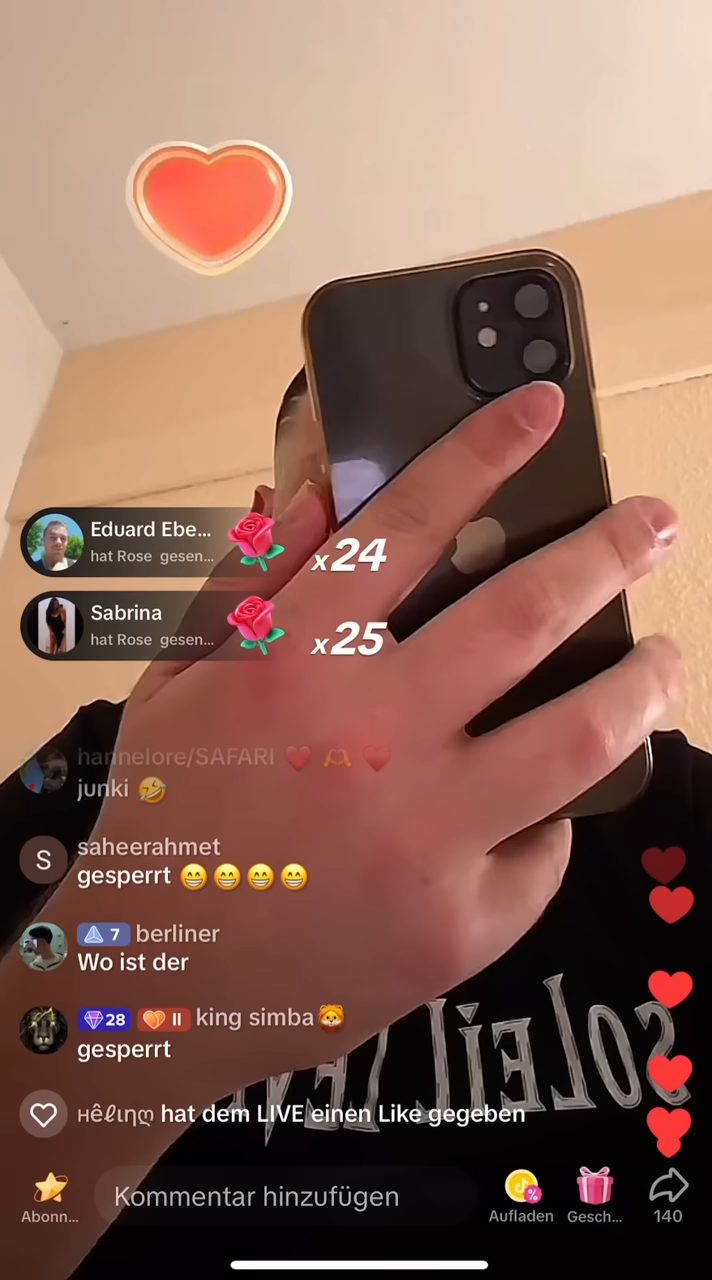 Eduard Ebe...
hat Rose gesen...
x24
Sabrina
hat Rose gesen...
x25
hannelore/SAFARI ❤️ 🫶 ❤️
junki 🤣
S
saheerahmet
gesperrt 😁😁😁😁
7 berliner
Wo ist der
28 II king simba🦁
gesperrt
нêℓιηღ hat dem LIVE einen Like gegeben
SOLEIL
Abonn...
Kommentar hinzufügen
Aufladen
Gesch...
140